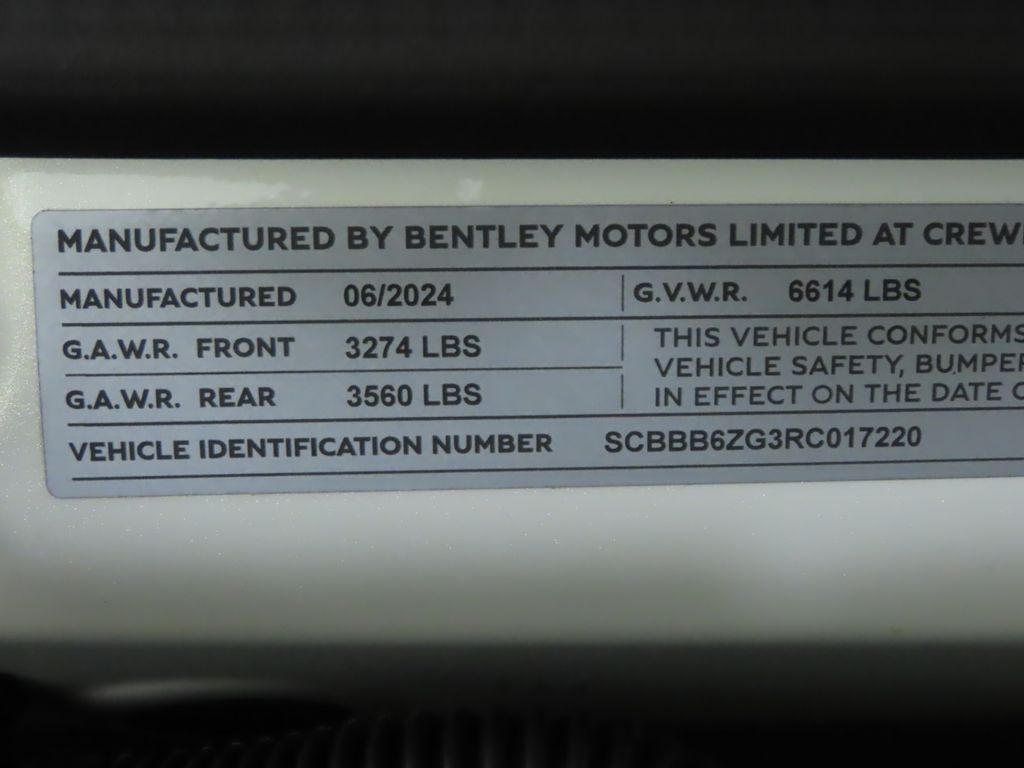 MANUFACTURED BY BENTLEY MOTORS LIMITED AT CREW
MANUFACTURED 06/2024 G.V.W.R. 6614 LBS
G.A.W.R. FRONT 3274 LBS
THIS VEHICLE CONFORMS
VEHICLE SAFETY, BUMPER
G.A.W.R. REAR 3560 LBS
IN EFFECT ON THE DATE
VEHICLE IDENTIFICATION NUMBER SCBBB6ZG3RC017220